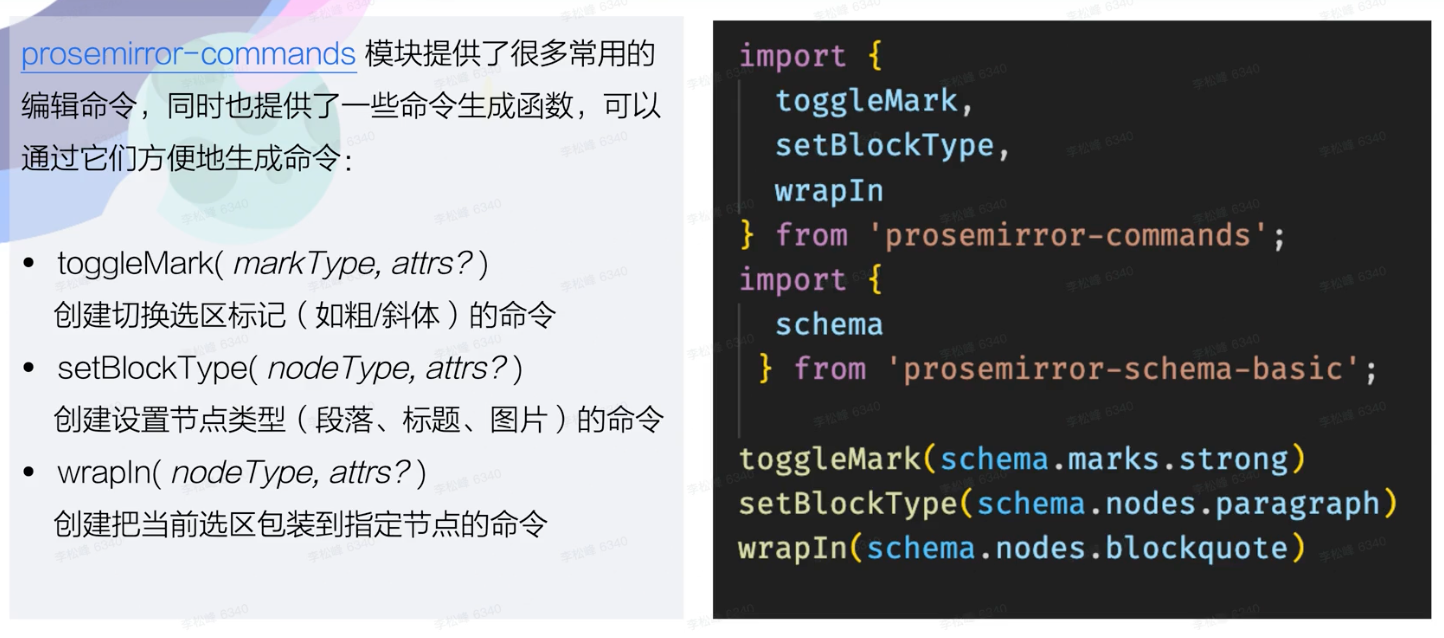 prosemirror-commands 模块提供了很多常用的
编辑命令，同时也提供了一些命令生成函数，可以
通过它们方便地生成命令：
• toggleMark( markType, attrs? )
创建切换选区标记（如粗/斜体）的命令
• setBlockType( nodeType, attrs? )
创建设置节点类型（段落、标题、图片）的命令
• wrapIn( nodeType, attrs? )
创建把当前选区包装到指定节点的命令
import {
  toggleMark,
  setBlockType,
  wrapIn
} from 'prosemirror-commands';
import {
  schema
 } from 'prosemirror-schema-basic';
toggleMark(schema.marks.strong)
setBlockType(schema.nodes.paragraph)
wrapIn(schema.nodes.blockquote)
李松峰 6340